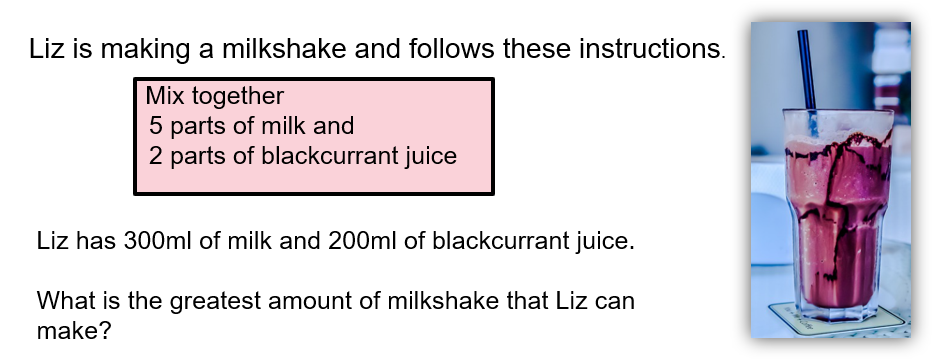 Liz is making a milkshake and follows these instructions.
Mix together
5 parts of milk and
2 parts of blackcurrant juice
Liz has 300ml of milk and 200ml of blackcurrant juice.
What is the greatest amount of milkshake that Liz can
make?